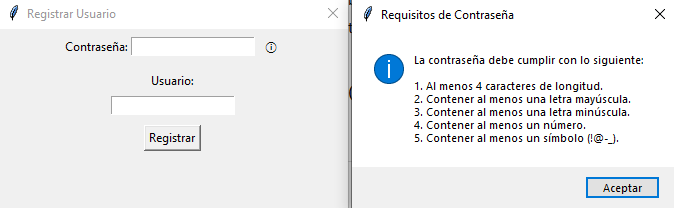 Registrar Usuario
Contraseña:
Usuario:
Registrar
Requisitos de Contraseña
La contraseña debe cumplir con lo siguiente:
1. Al menos 4 caracteres de longitud.
2. Contener al menos una letra mayúscula.
3. Contener al menos una letra minúscula.
4. Contener al menos un número.
5. Contener al menos un símbolo (!@-_).
Aceptar